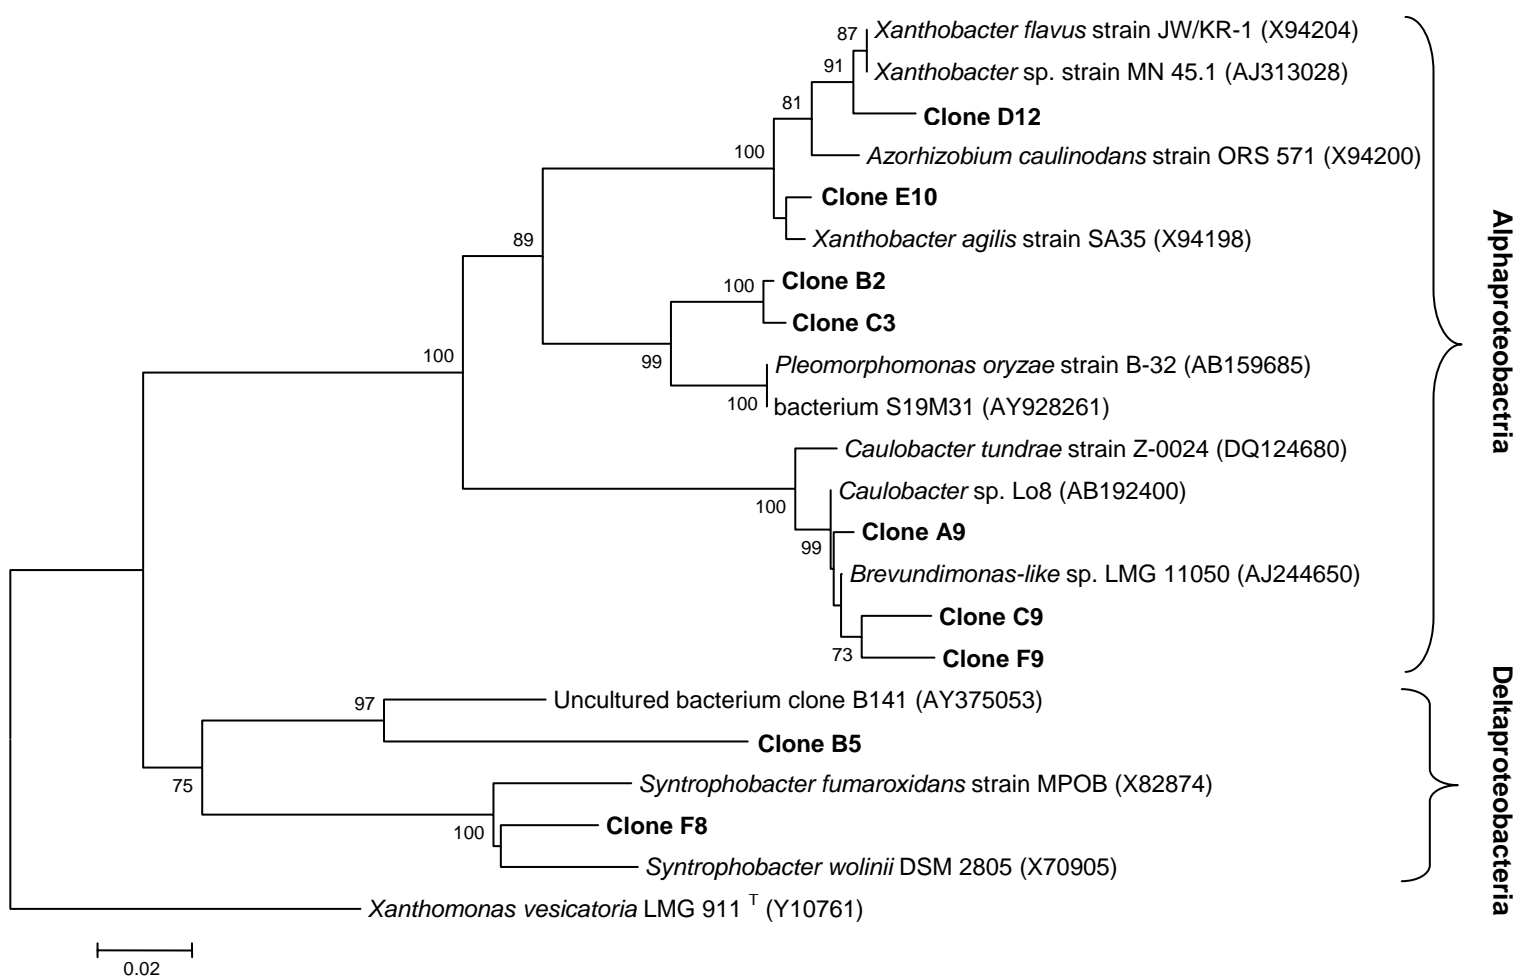 87
Xanthobacter flavus strain JW/KR-1 (X94204)
91
Xanthobacter sp. strain MN 45.1 (AJ313028)
81
Clone D12
100
Azorhizobium caulinodans strain ORS 571 (X94200)
Clone E10
89
Xanthobacter agilis strain SA35 (X94198)
100
Clone B2
Clone C3
100
99
Pleomorphomonas oryzae strain B-32 (AB159685)
100
bacterium S19M31 (AY928261)
Caulobacter tundrae strain Z-0024 (DQ124680)
Caulobacter sp. Lo8 (AB192400)
100
Clone A9
99
Brevundimonas-like sp. LMG 11050 (AJ244650)
Clone C9
73
Clone F9
Alphaproteobactria
97
Uncultured bacterium clone B141 (AY375053)
Clone B5
75
Syntrophobacter fumaroxidans strain MPOB (X82874)
100
Clone F8
Syntrophobacter wolinii DSM 2805 (X70905)
Deltaproteobacteria
Xanthomonas vesicatoria LMG 911 T (Y10761)
0.02